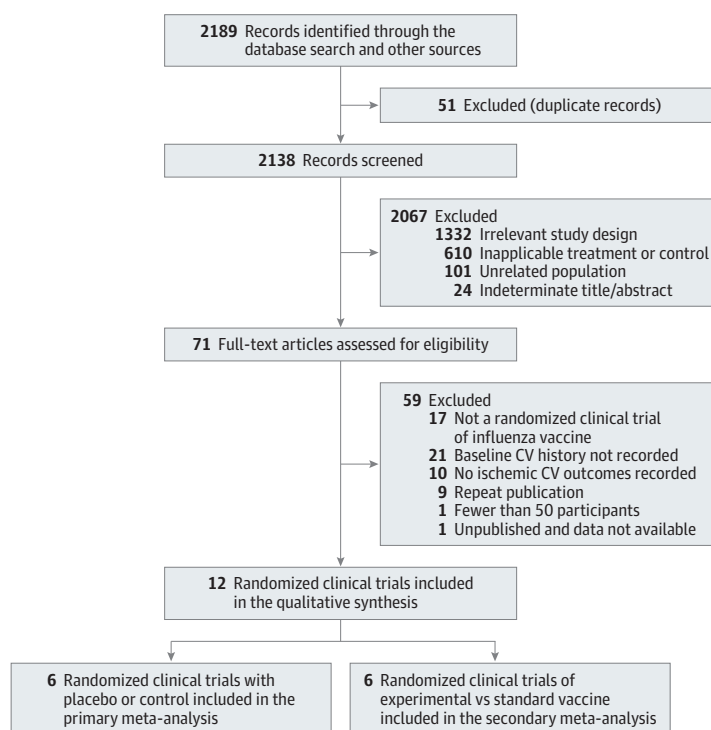 2189 Records identified through the
database search and other sources
51 Excluded (duplicate records)
2138 Records screened
2067 Excluded
1332 Irrelevant study design
610 Inapplicable treatment or control
101 Unrelated population
24 Indeterminate title/abstract
71 Full-text articles assessed for eligibility
59 Excluded
17 Not a randomized clinical trial
of influenza vaccine
21 Baseline CV history not recorded
10 No ischemic CV outcomes recorded
9 Repeat publication
1 Fewer than 50 participants
1 Unpublished and data not available
12 Randomized clinical trials included
in the qualitative synthesis
6 Randomized clinical trials with
placebo or control included in the
primary meta-analysis
6 Randomized clinical trials of
experimental vs standard vaccine
included in the secondary meta-analysis